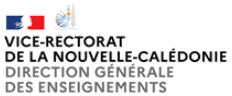 VICE-RECTORAT
DE LA NOUVELLE-CALÉDONIE
DIRECTION GÉNÉRALE
DES ENSEIGNEMENTS